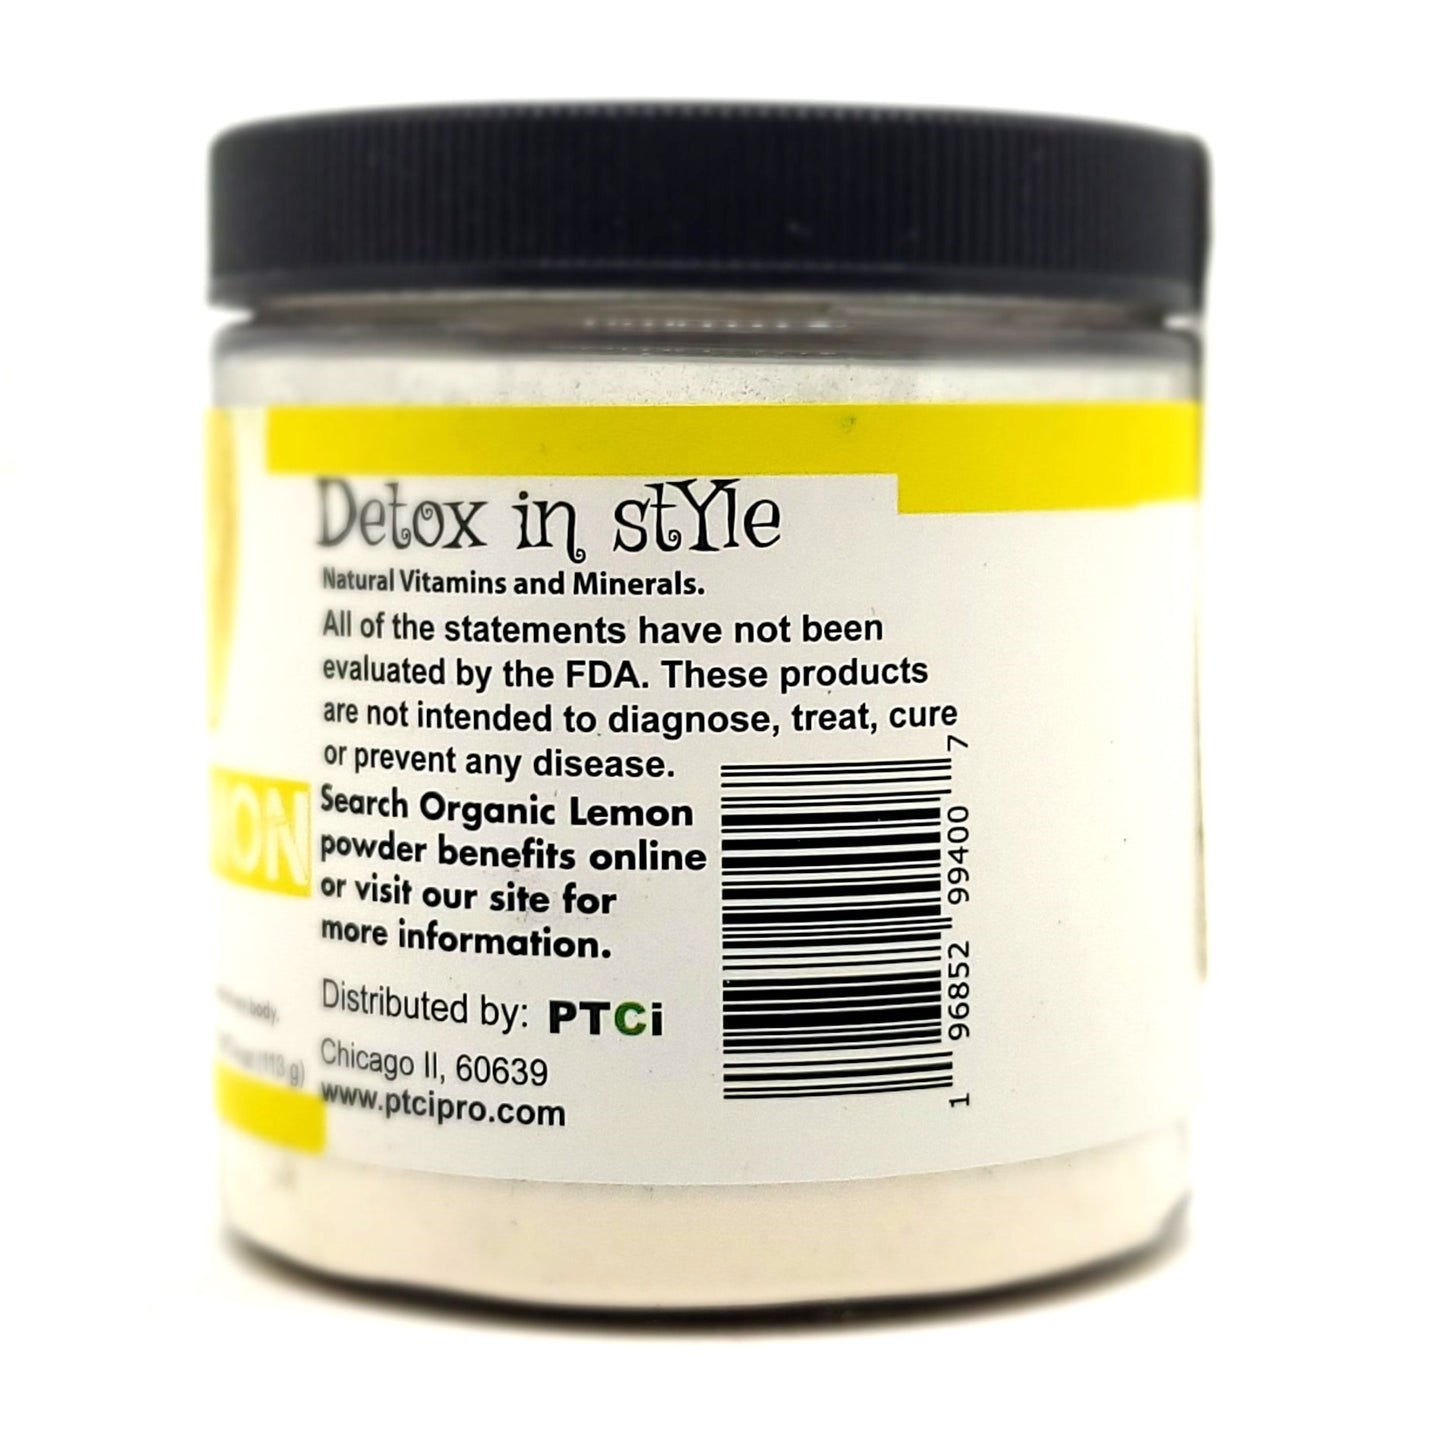 Detox in stYle
Natural Vitamins and Minerals.
All of the statements have not been
evaluated by the FDA. These products
are not intended to diagnose, treat, cure
or prevent any disease.
Search Organic Lemon
powder benefits online
or visit our site for
more information.
Distributed by: PTCi
Chicago Il, 60639
www.ptcipro.com
1 96852 99400 7
ON
body.
(113 g)